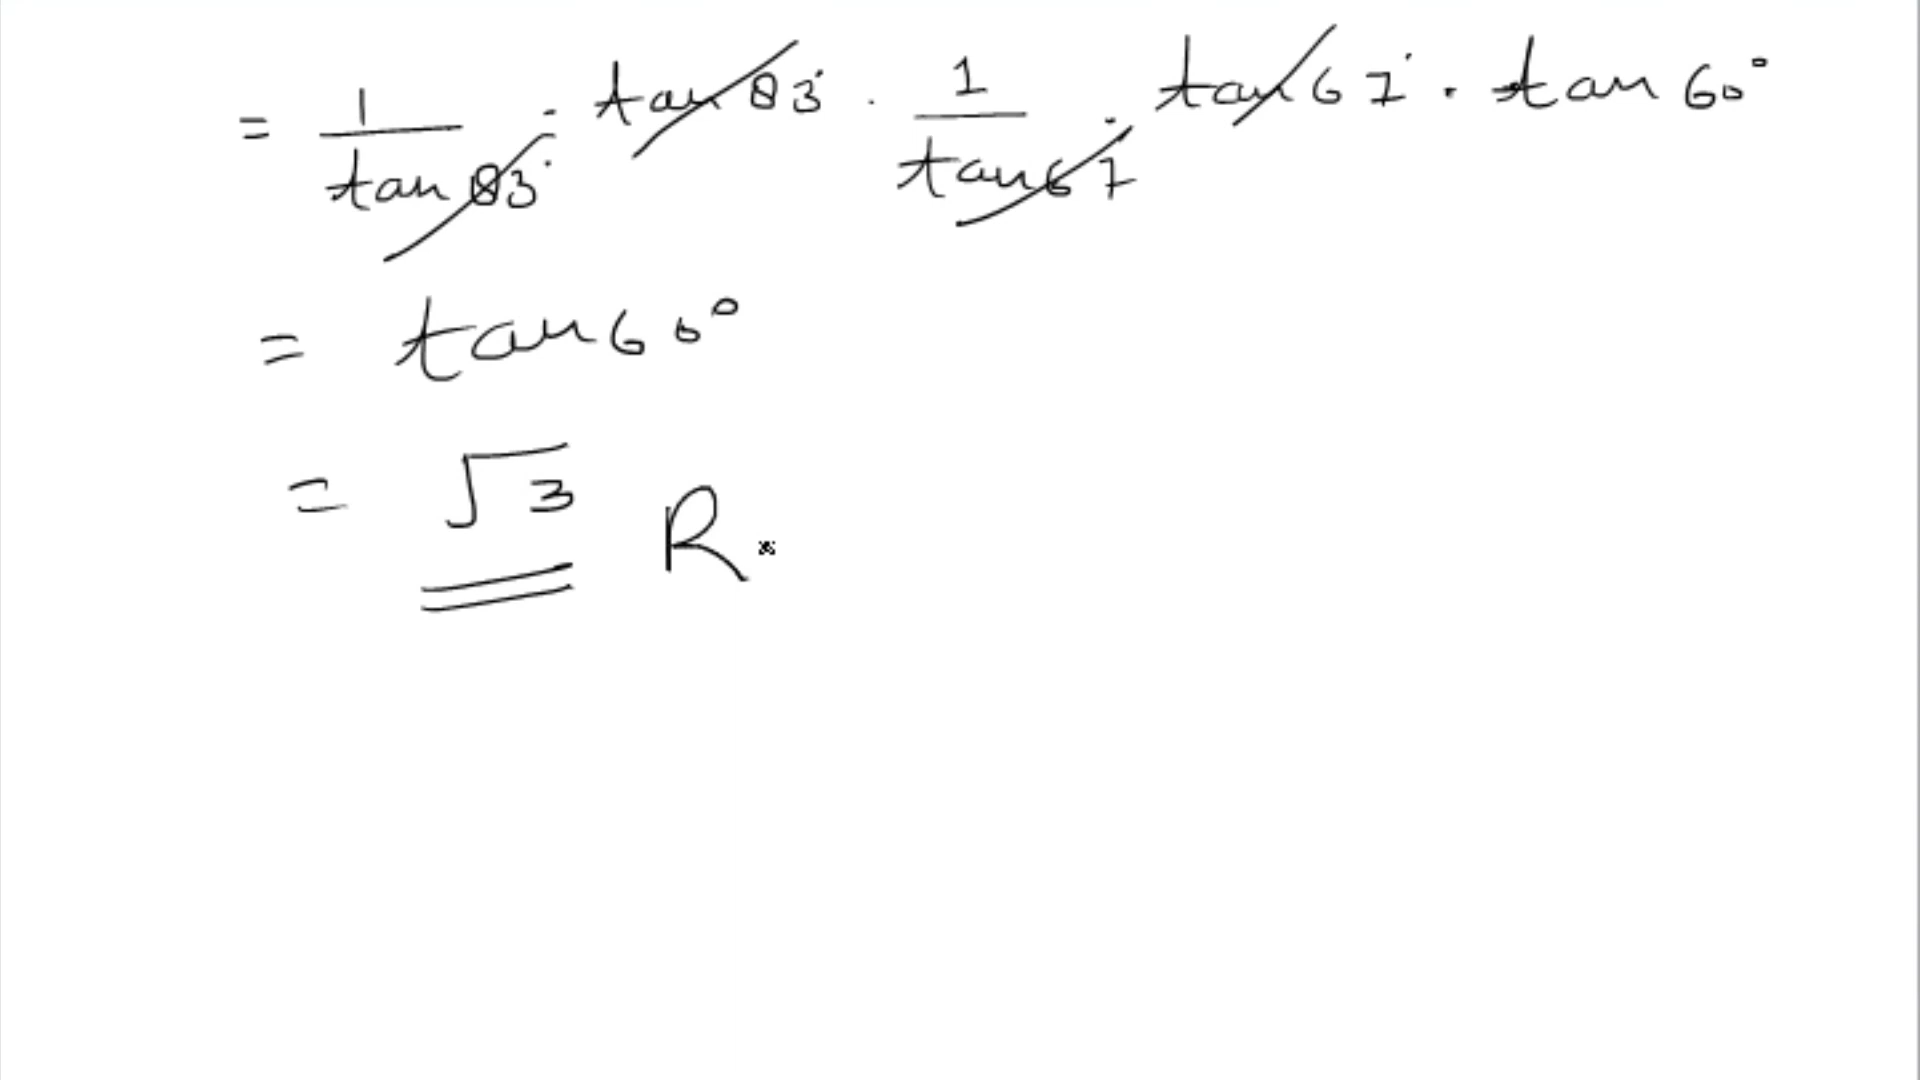 = 1/tan 83° · tan 83° · 1/tan 67 · tan 67° · tan 60°
= tan 60°
= √3 R